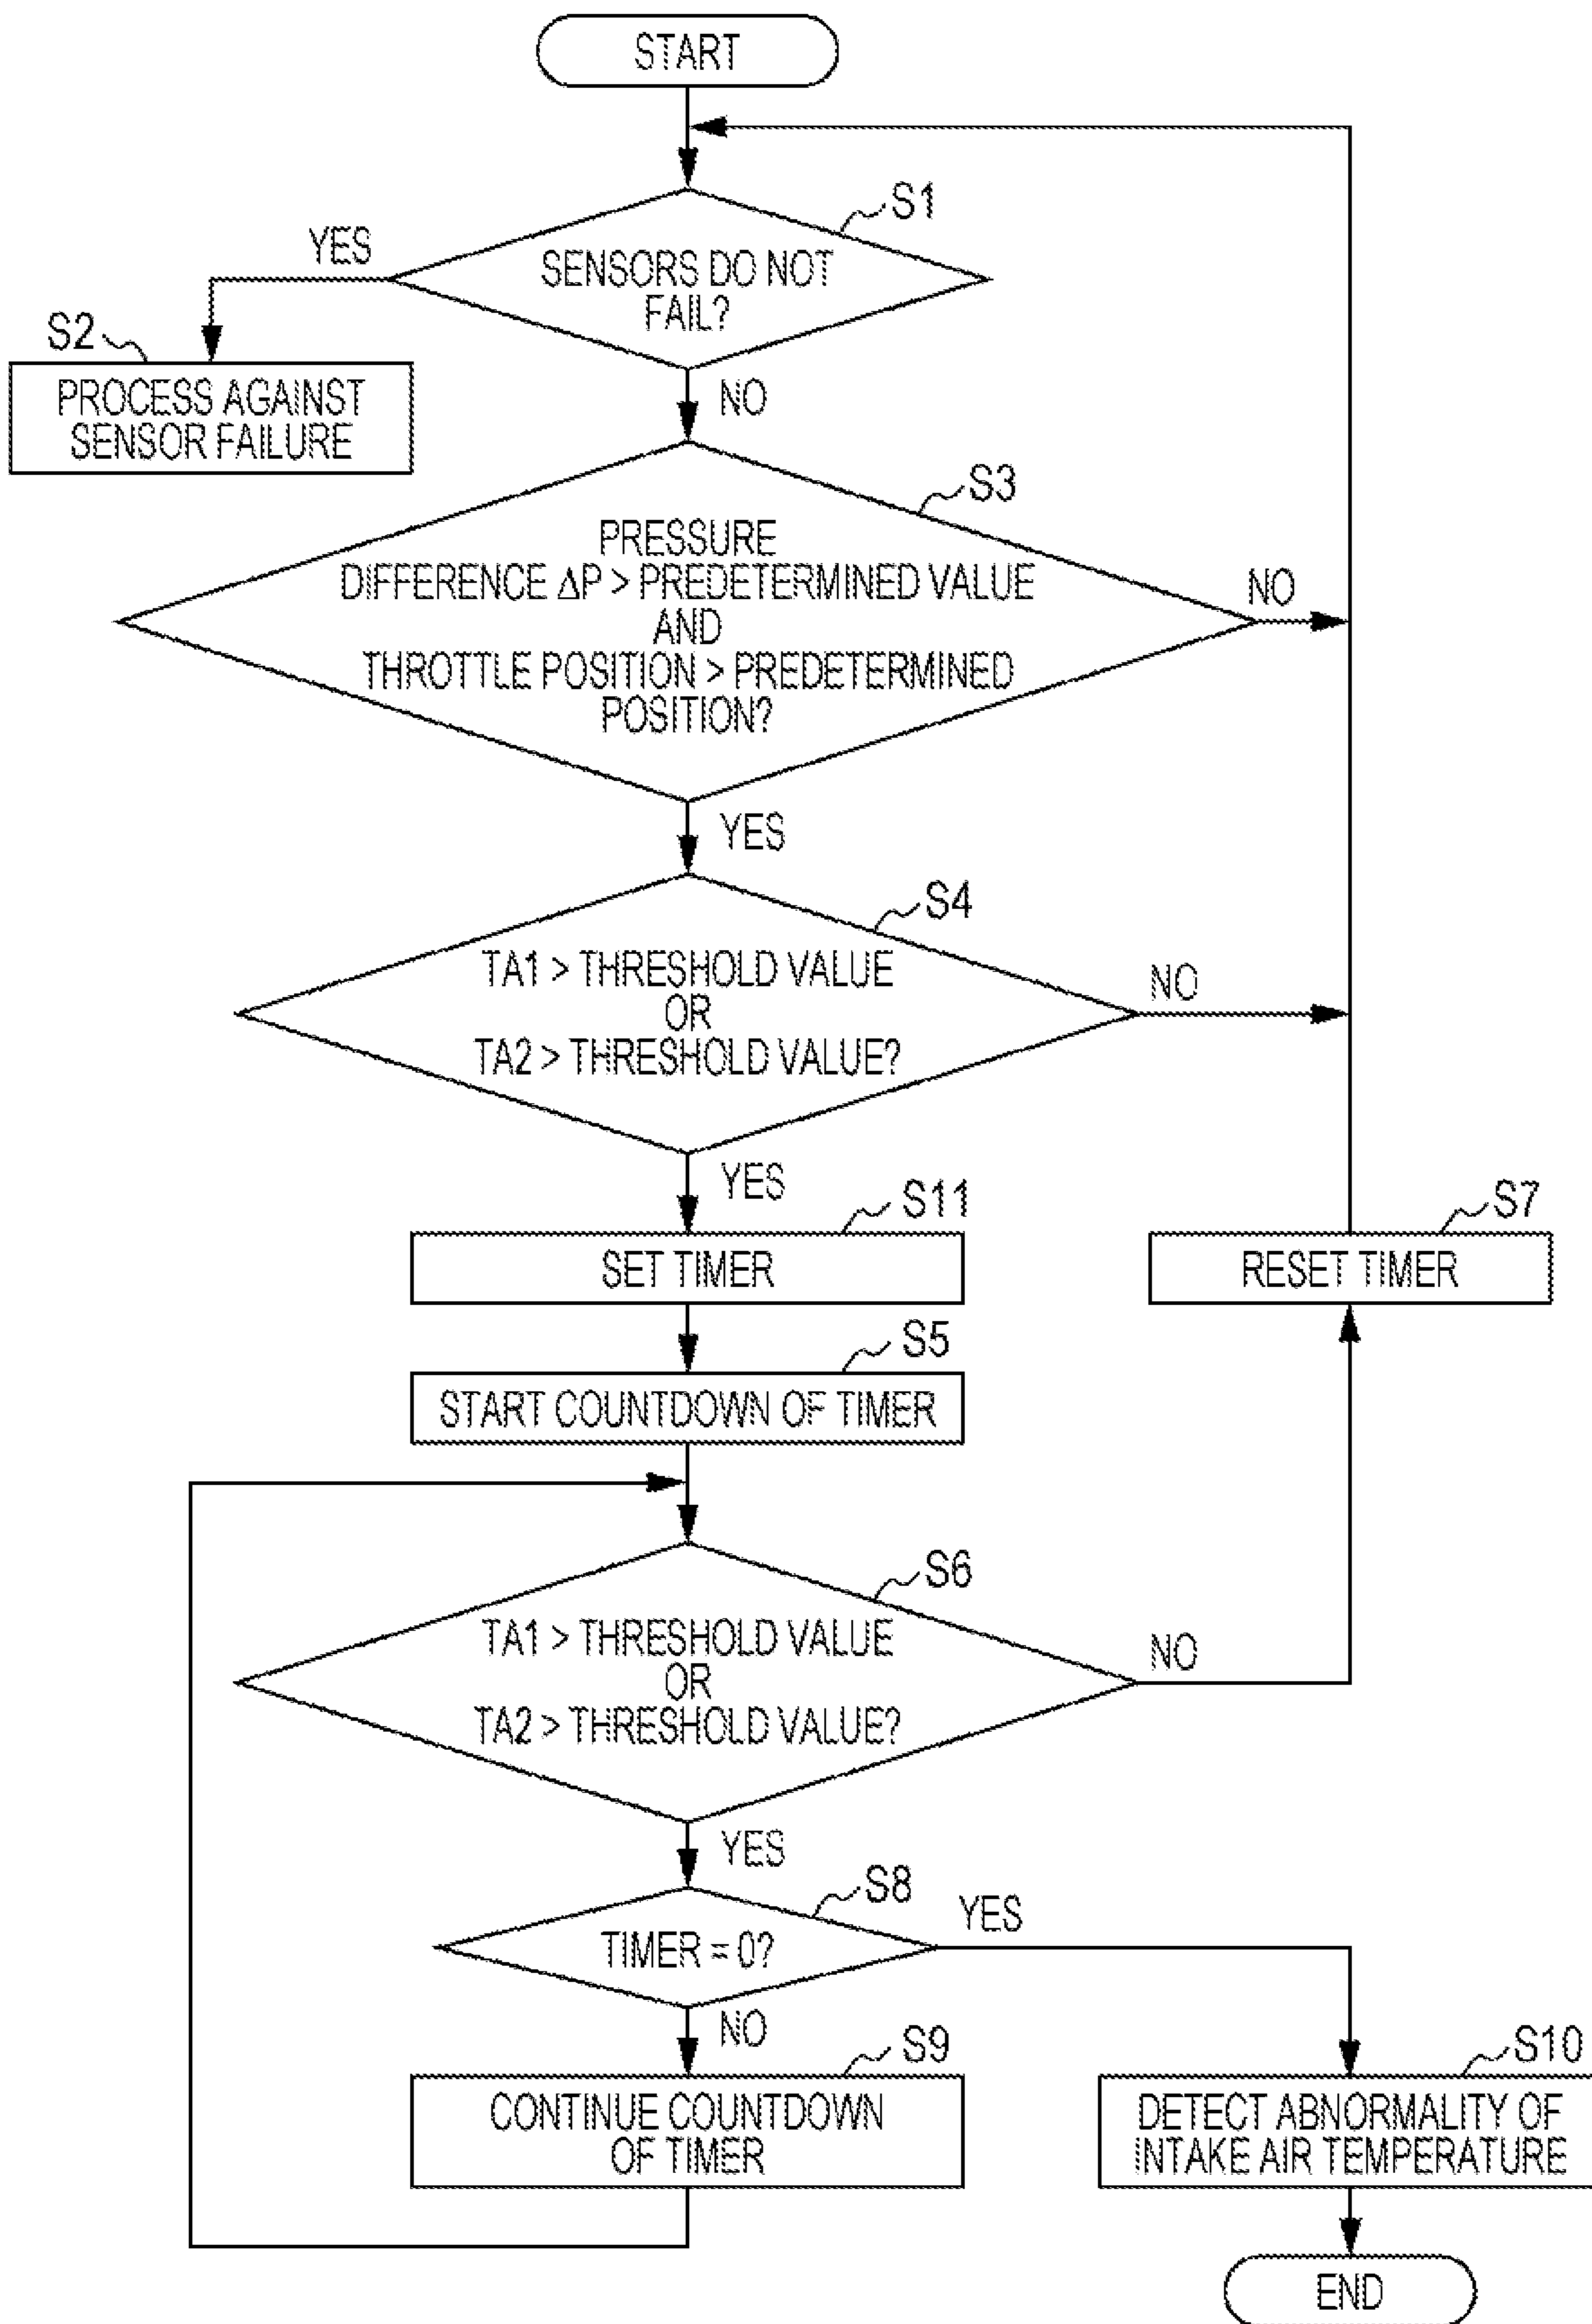 START
S1
YES
SENSORS DO NOT
FAIL?
S2
PROCESS AGAINST
SENSOR FAILURE
NO
S3
PRESSURE
DIFFERENCE ΔP > PREDETERMINED VALUE
AND
THROTTLE POSITION > PREDETERMINED
POSITION?
NO
YES
S4
TA1 > THRESHOLD VALUE
OR
TA2 > THRESHOLD VALUE?
NO
YES
S11
SET TIMER
S7
RESET TIMER
S5
START COUNTDOWN OF TIMER
S6
TA1 > THRESHOLD VALUE
OR
TA2 > THRESHOLD VALUE?
NO
YES
S8
TIMER = 0?
YES
NO
S9
CONTINUE COUNTDOWN
OF TIMER
S10
DETECT ABNORMALITY OF
INTAKE AIR TEMPERATURE
END